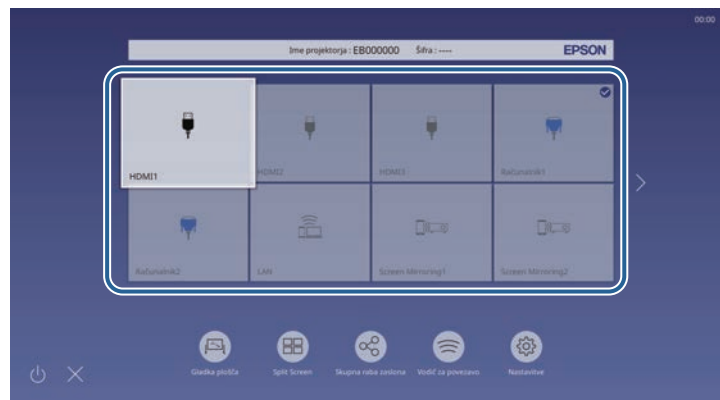 00:00
Ime projektorja : EB000000 Šifra : ---- EPSON
HDMI1 HDMI2 HDMI3 Računalnik1
Računalnik2 LAN Screen Mirroring1 Screen Mirroring2
Gladka plošča Split Screen Skupna raba zaslona Vodič za povezavo Nastavitve